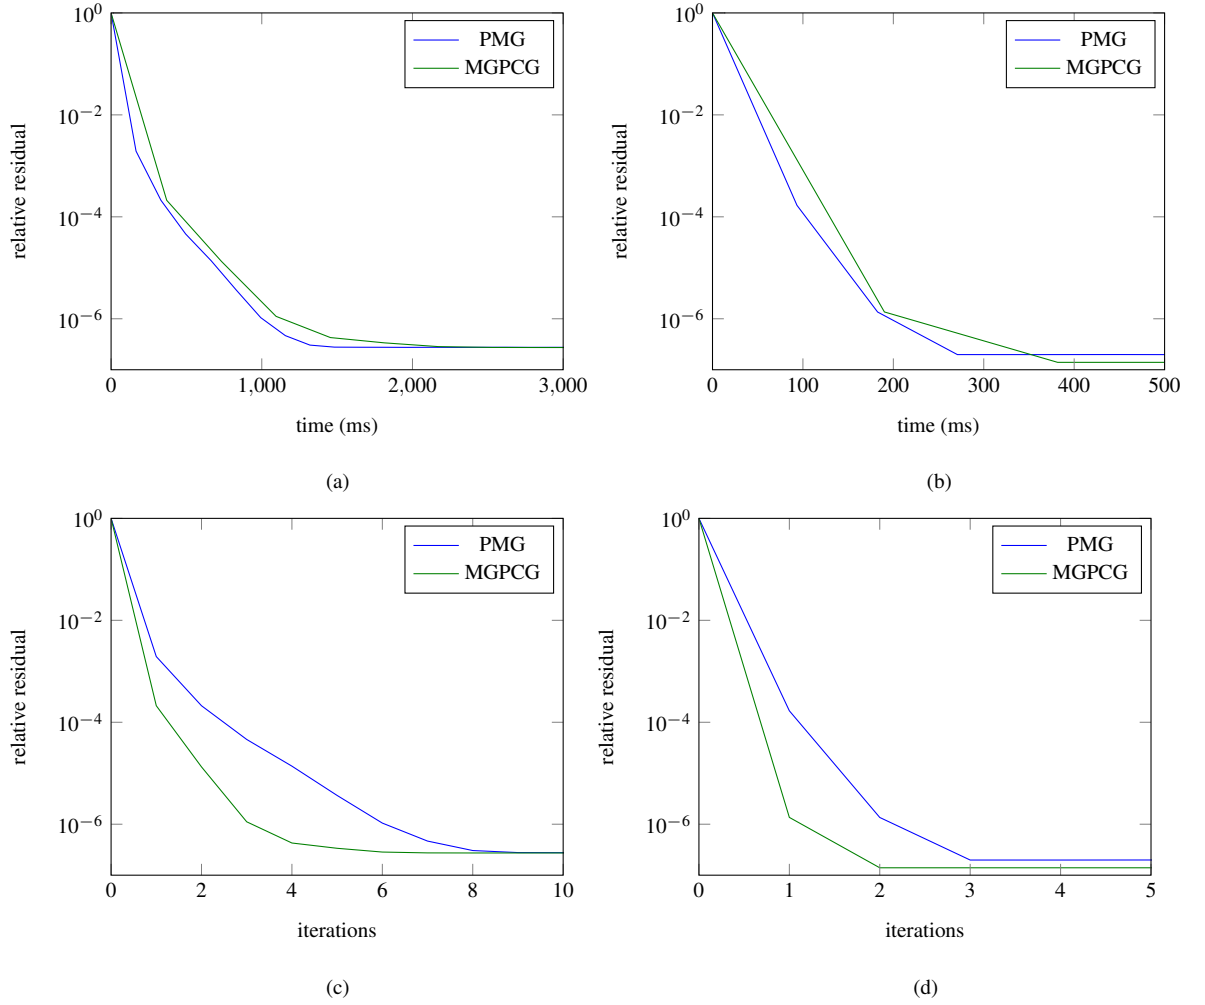 10^0
10^−2
10^−4
10^−6
relative residual
0
1,000
2,000
3,000
time (ms)
PMG
MGPCG
(a)
10^0
10^−2
10^−4
10^−6
relative residual
0
100
200
300
400
500
time (ms)
PMG
MGPCG
(b)
10^0
10^−2
10^−4
10^−6
relative residual
0
2
4
6
8
10
iterations
PMG
MGPCG
(c)
10^0
10^−2
10^−4
10^−6
relative residual
0
1
2
3
4
5
iterations
PMG
MGPCG
(d)